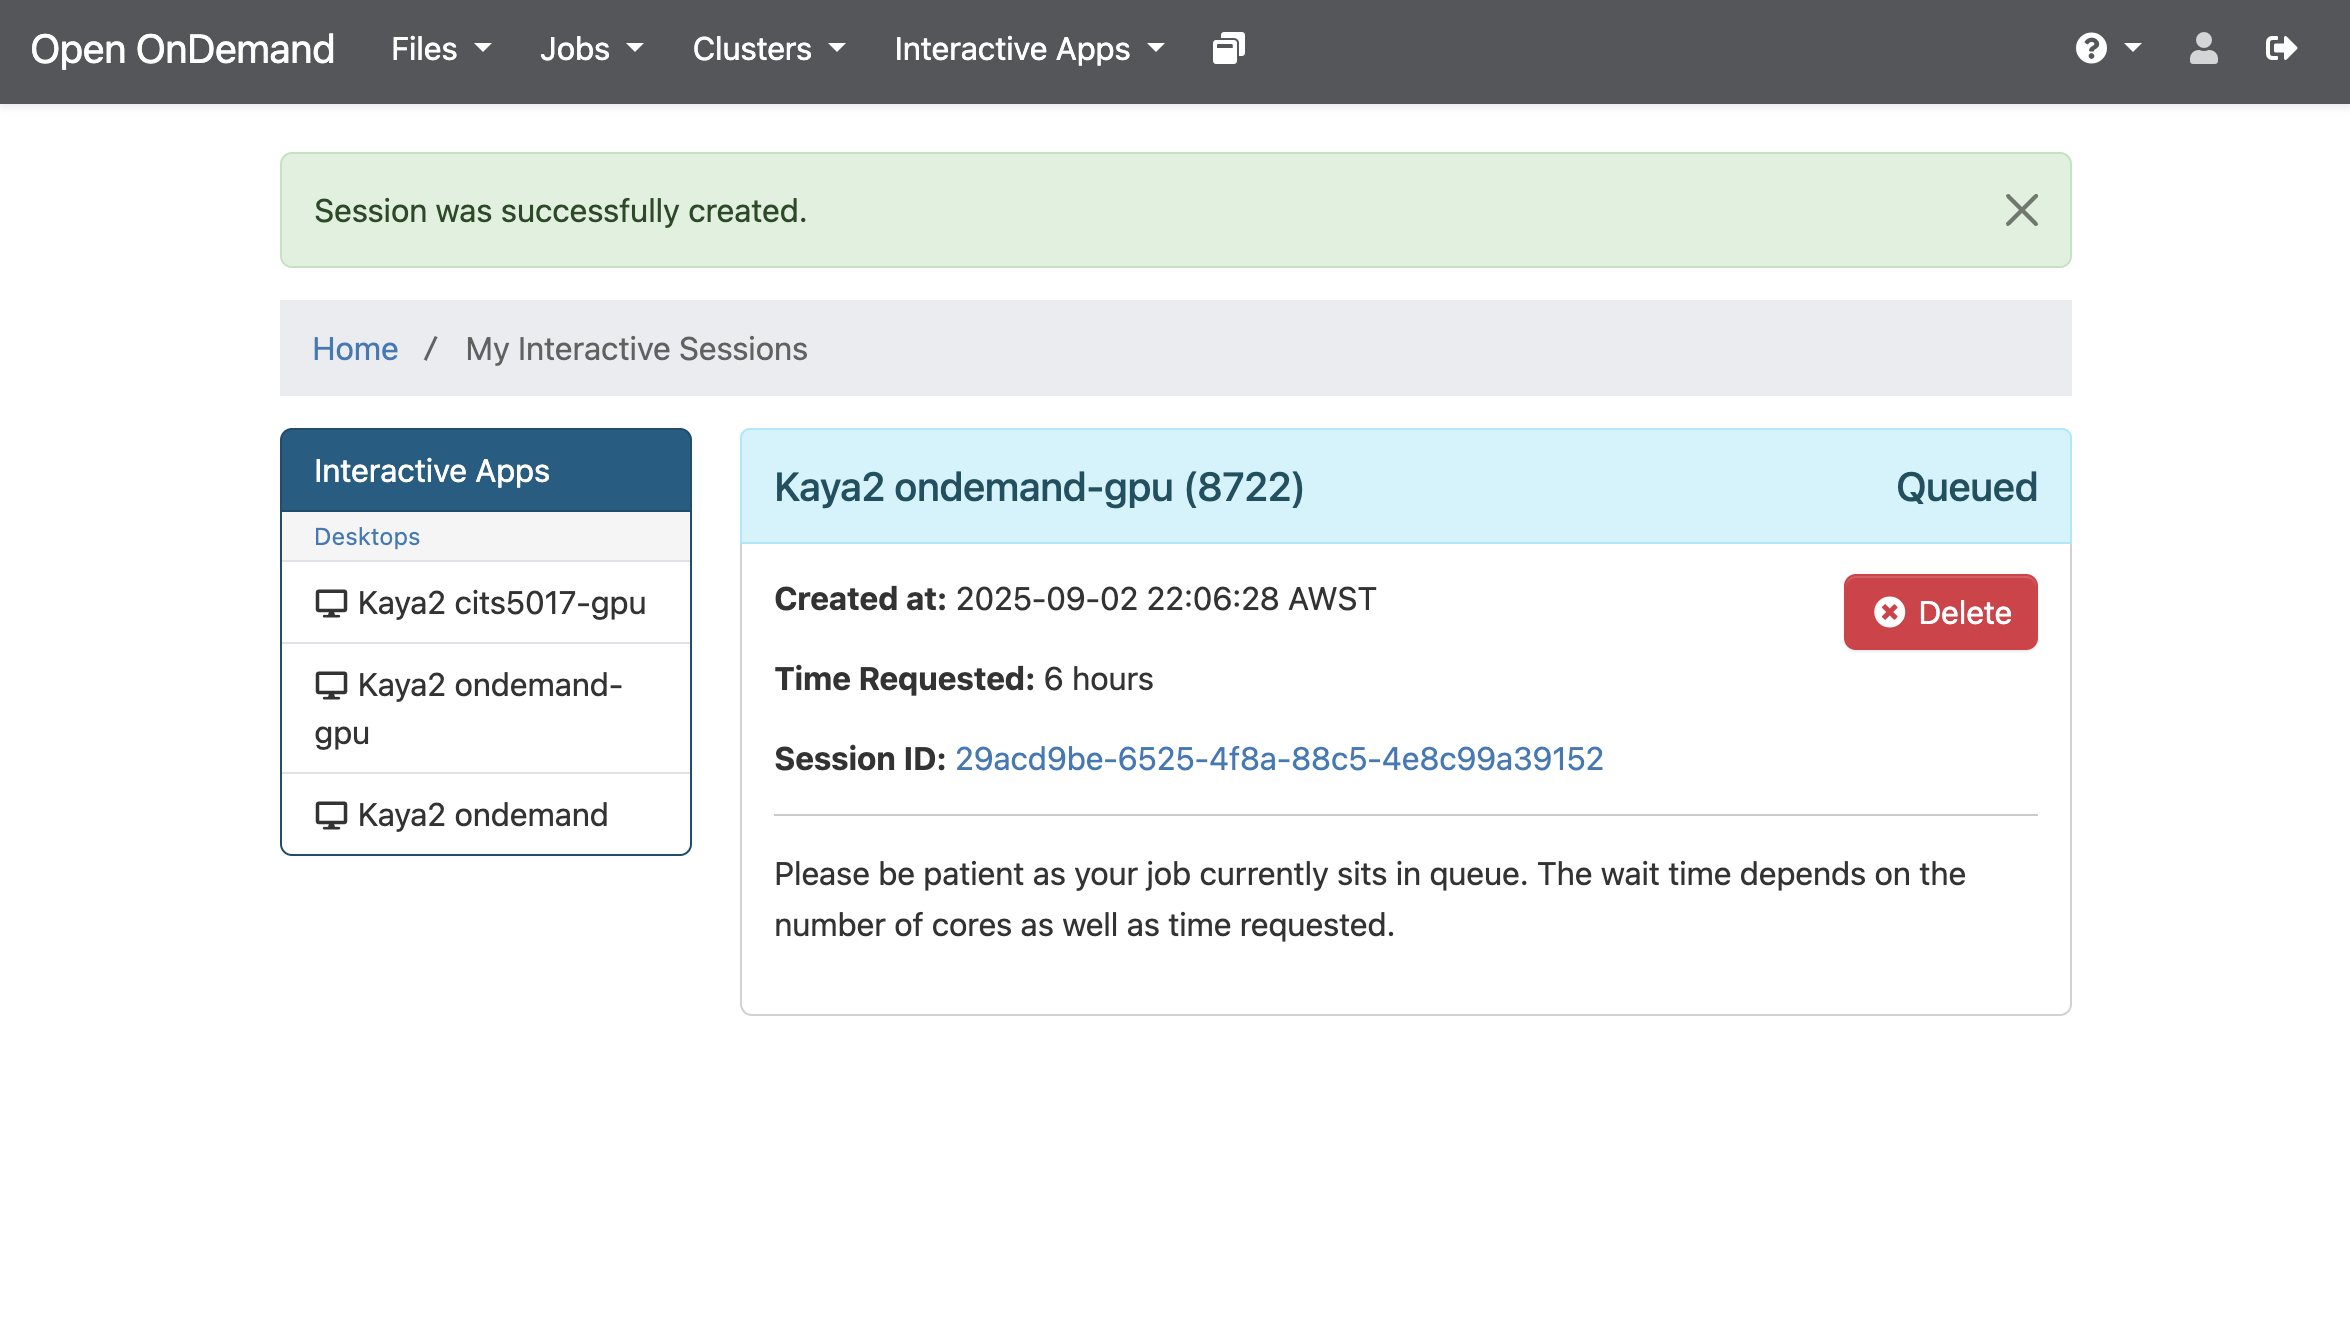 Open OnDemand Files Jobs Clusters Interactive Apps
Session was successfully created.
Home / My Interactive Sessions
Interactive Apps
Desktops
Kaya2 cits5017-gpu
Kaya2 ondemand-
gpu
Kaya2 ondemand
Kaya2 ondemand-gpu (8722) Queued
Created at: 2025-09-02 22:06:28 AWST
Delete
Time Requested: 6 hours
Session ID: 29acd9be-6525-4f8a-88c5-4e8c99a39152
Please be patient as your job currently sits in queue. The wait time depends on the
number of cores as well as time requested.